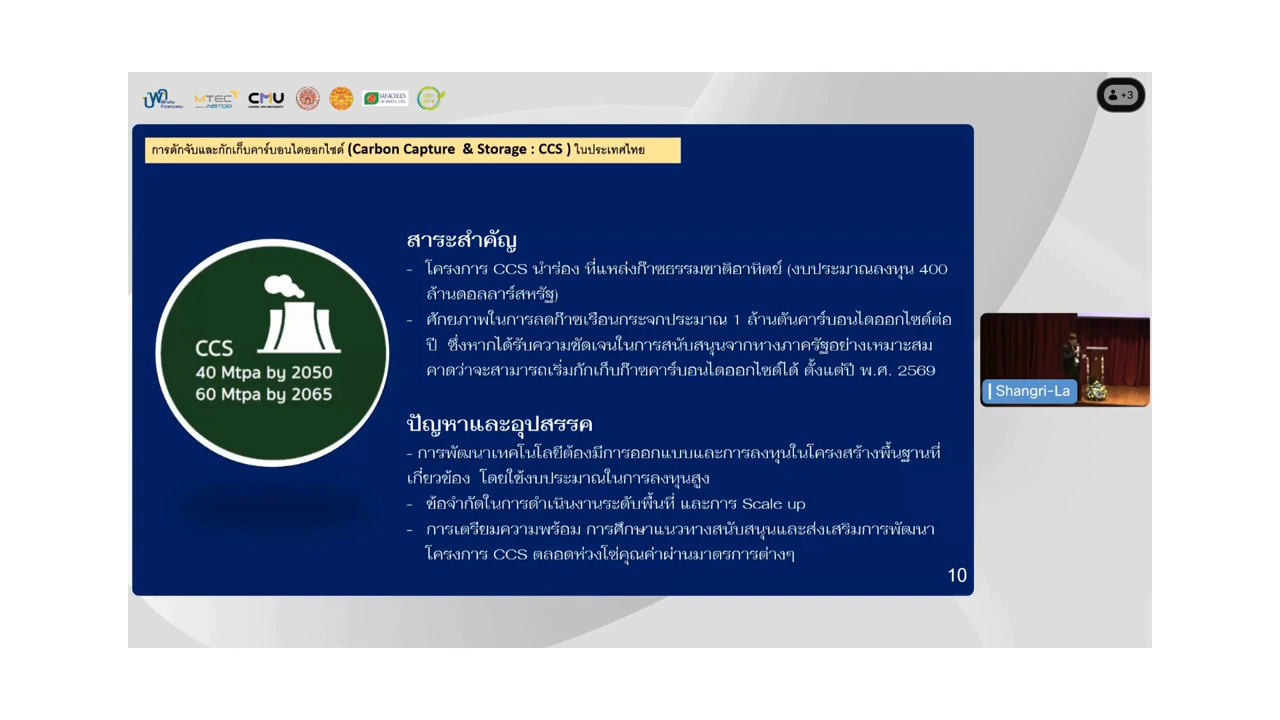 MTEC
NSTDA
CMU
+3
การดักจับและกักเก็บคาร์บอนไดออกไซด์ (Carbon Capture & Storage : CCS ) ในประเทศไทย
CCS
40 Mtpa by 2050
60 Mtpa by 2065
สาระสำคัญ
- โครงการ CCS นำร่อง ที่แหล่งก๊าซธรรมชาติอาทิตย์ (งบประมาณลงทุน 400
ล้านดอลลาร์สหรัฐ)
- ศักยภาพในการลดก๊าซเรือนกระจกประมาณ 1 ล้านตันคาร์บอนไดออกไซด์ต่อ
ปี ซึ่งหากได้รับความชัดเจนในการสนับสนุนจากทางภาครัฐอย่างเหมาะสม
คาดว่าจะสามารถเริ่มกักเก็บก๊าซคาร์บอนไดออกไซด์ได้ ตั้งแต่ปี พ.ศ. 2569
ปัญหาและอุปสรรค
- การพัฒนาเทคโนโลยีต้องมีการออกแบบและการลงทุนในโครงสร้างพื้นฐานที่
เกี่ยวข้อง โดยใช้งบประมาณในการลงทุนสูง
- ข้อจำกัดในการดำเนินงานระดับพื้นที่ และการ Scale up
- การเตรียมความพร้อม การศึกษาแนวทางสนับสนุนและส่งเสริมการพัฒนา
โครงการ CCS ตลอดห่วงโซ่คุณค่าผ่านมาตรการต่างๆ
10
Shangri-La